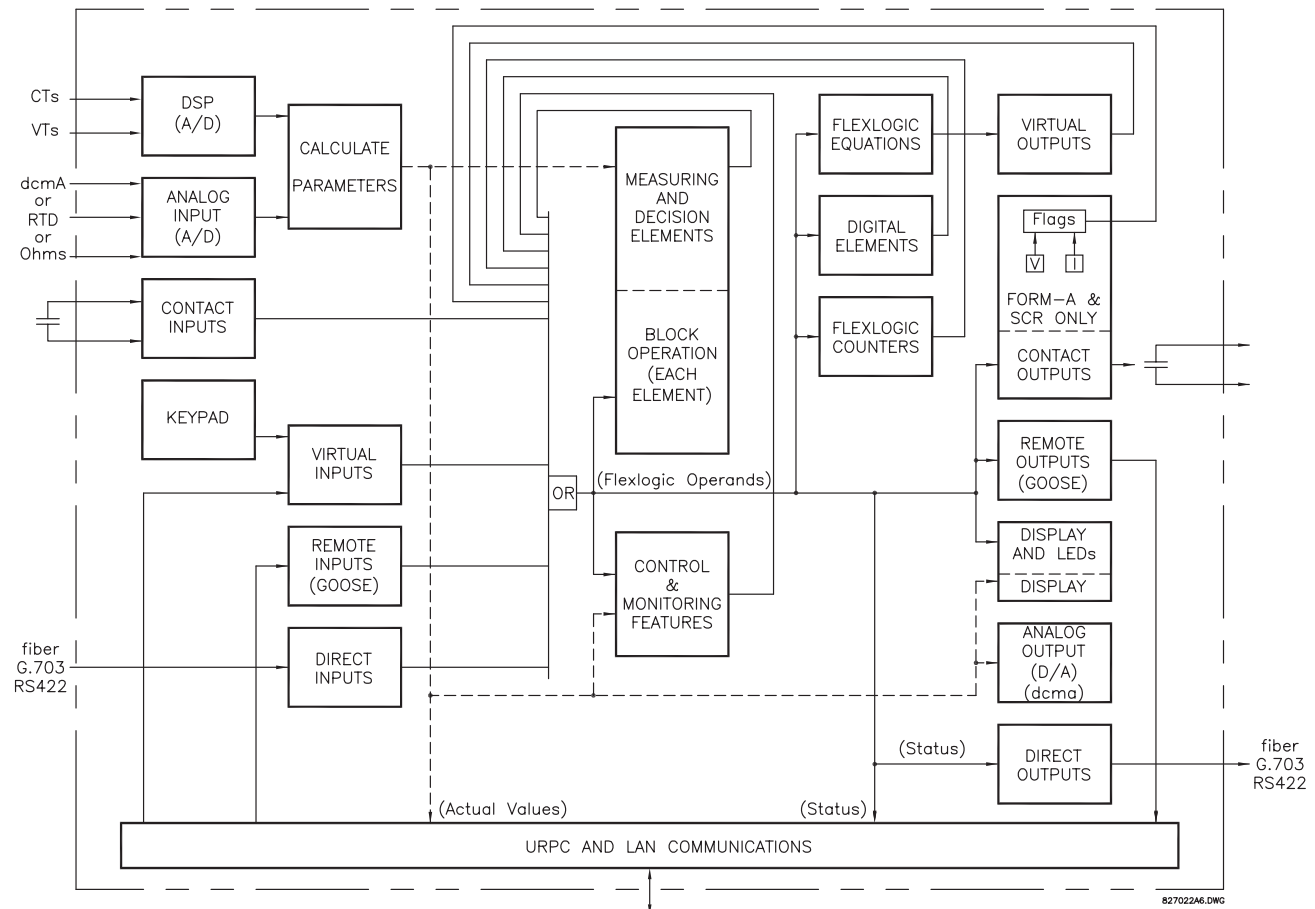 CTs
VTs
dcmA
or
RTD
or
Ohms
DSP
(A/D)
ANALOG
INPUT
(A/D)
CALCULATE
PARAMETERS
CONTACT
INPUTS
KEYPAD
VIRTUAL
INPUTS
REMOTE
INPUTS
(GOOSE)
fiber
G.703
RS422
DIRECT
INPUTS
MEASURING
AND
DECISION
ELEMENTS
BLOCK
OPERATION
(EACH
ELEMENT)
OR
(Flexlogic Operands)
CONTROL
&
MONITORING
FEATURES
FLEXLOGIC
EQUATIONS
DIGITAL
ELEMENTS
FLEXLOGIC
COUNTERS
VIRTUAL
OUTPUTS
Flags
V I
FORM-A &
SCR ONLY
CONTACT
OUTPUTS
REMOTE
OUTPUTS
(GOOSE)
DISPLAY
AND LEDs
DISPLAY
ANALOG
OUTPUT
(D/A)
(dcma)
(Status)
DIRECT
OUTPUTS
fiber
G.703
RS422
(Actual Values)
(Status)
URPC AND LAN COMMUNICATIONS
827022A6.DWG